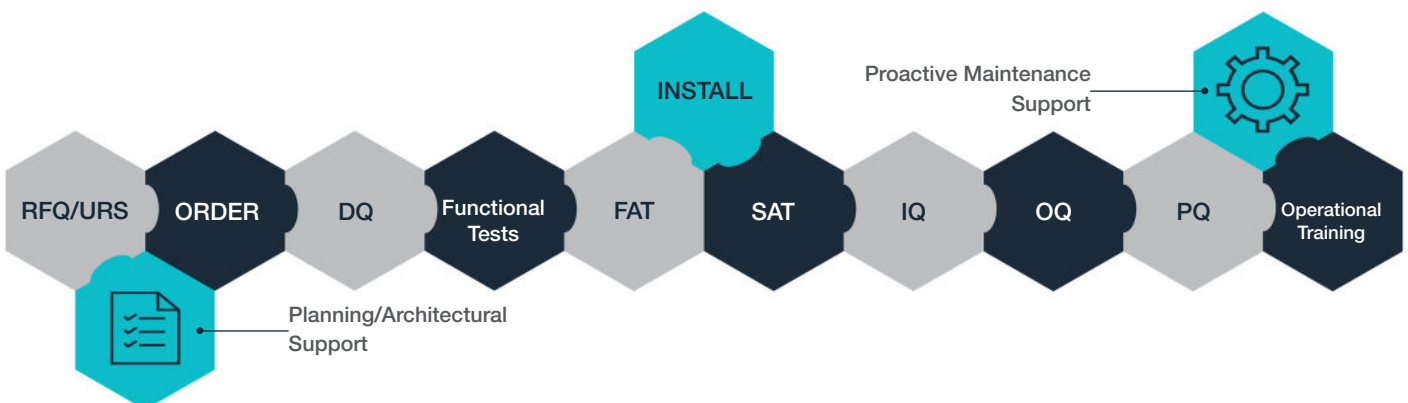 INSTALL
Proactive Maintenance
Support
RFQ/URS
ORDER
DQ
Functional
Tests
FAT
SAT
IQ
OQ
PQ
Operational
Training
Planning/Architectural
Support